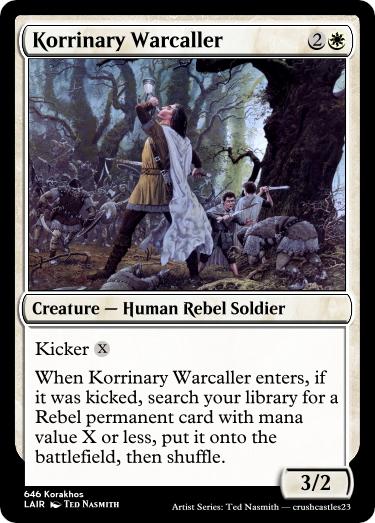 Korrinary Warcaller 2
Creature — Human Rebel Soldier
Kicker X
When Korrinary Warcaller enters, if
it was kicked, search your library for a
Rebel permanent card with mana
value X or less, put it onto the
battlefield, then shuffle.
3/2
646 Korakhos
LAIR Ted Nasmith
Artist Series: Ted Nasmith — crushcastles23